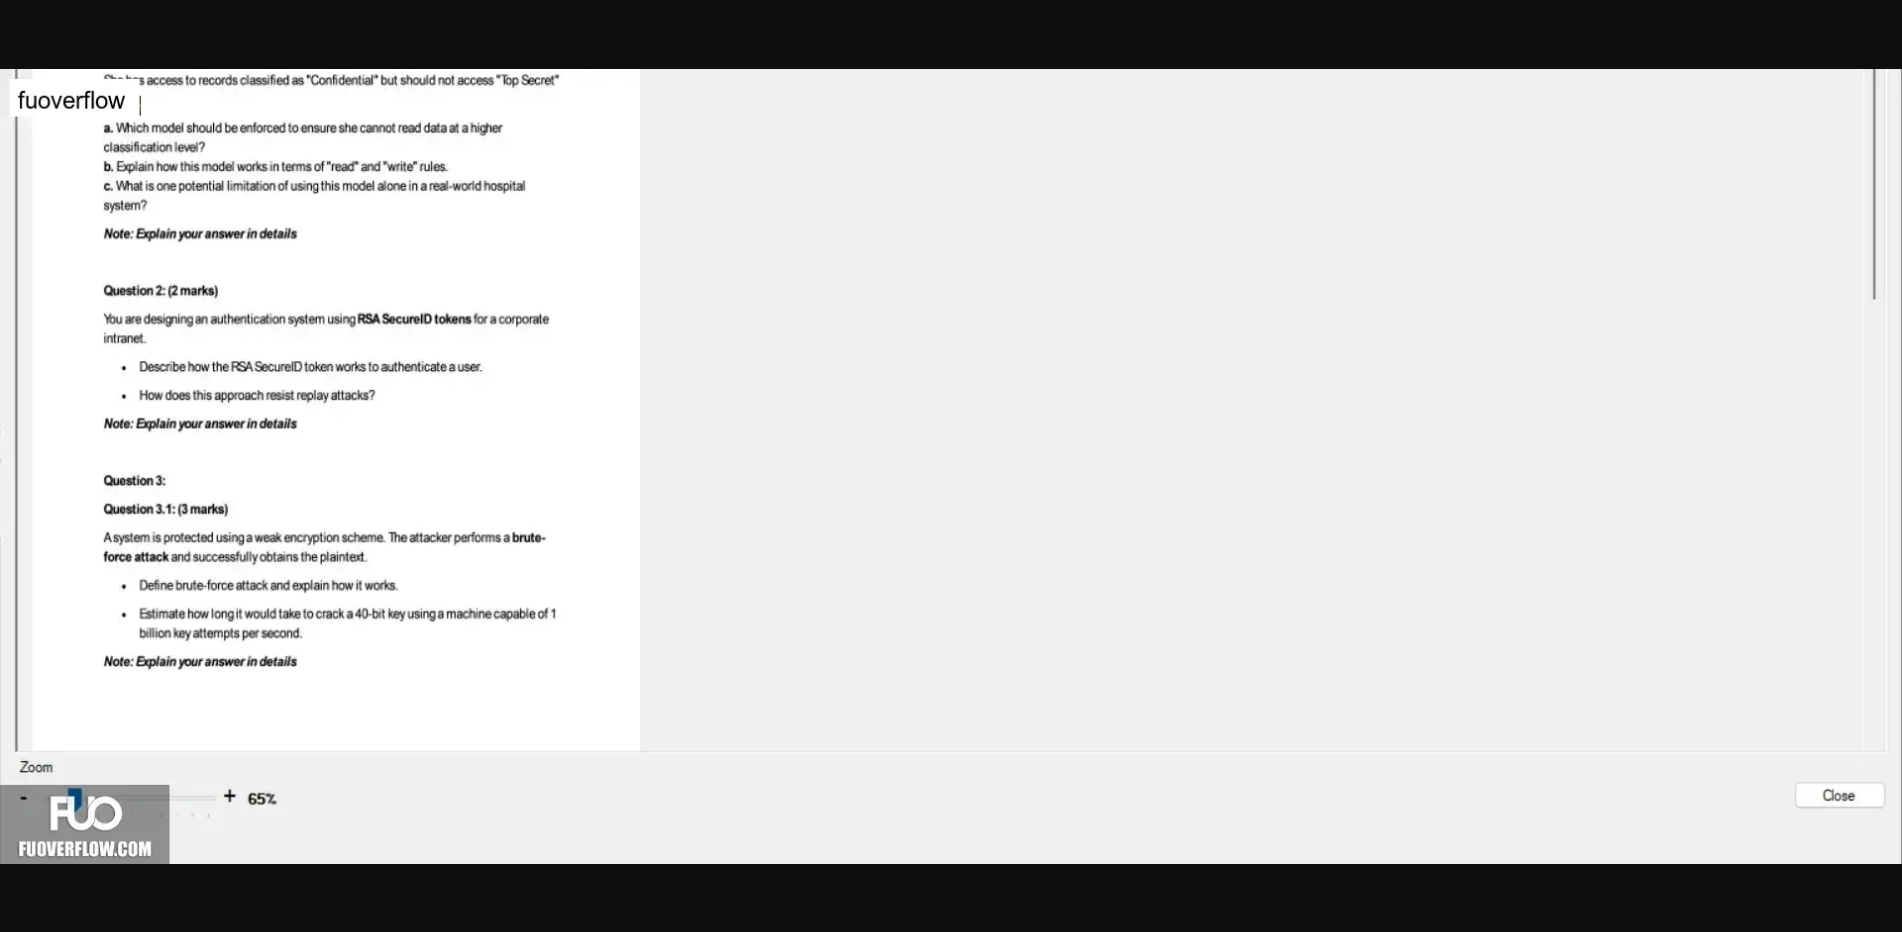 has access to records classified as "Confidential" but should not access "Top Secret"
fuoverflow
a. Which model should be enforced to ensure she cannot read data at a higher
classification level?
b. Explain how this model works in terms of "read" and "write" rules.
c. What is one potential limitation of using this model alone in a real-world hospital
system?
Note: Explain your answer in details
Question 2: (2 marks)
You are designing an authentication system using RSA SecureID tokens for a corporate
intranet.
• Describe how the RSA SecureID token works to authenticate a user.
• How does this approach resist replay attacks?
Note: Explain your answer in details
Question 3:
Question 3.1: (3 marks)
A system is protected using a weak encryption scheme. The attacker performs a brute-
force attack and successfully obtains the plaintext.
• Define brute-force attack and explain how it works.
• Estimate how long it would take to crack a 40-bit key using a machine capable of 1
billion key attempts per second.
Note: Explain your answer in details
Zoom
- + 65%
Close
FUO
FUOVERFLOW.COM